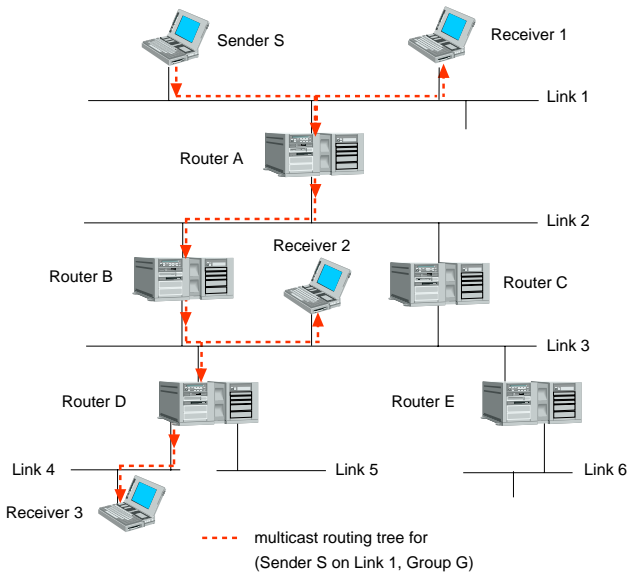 Sender S
Receiver 1
Link 1
Router A
Link 2
Receiver 2
Router B
Router C
Link 3
Router D
Router E
Link 4
Link 5
Link 6
Receiver 3
multicast routing tree for
(Sender S on Link 1, Group G)